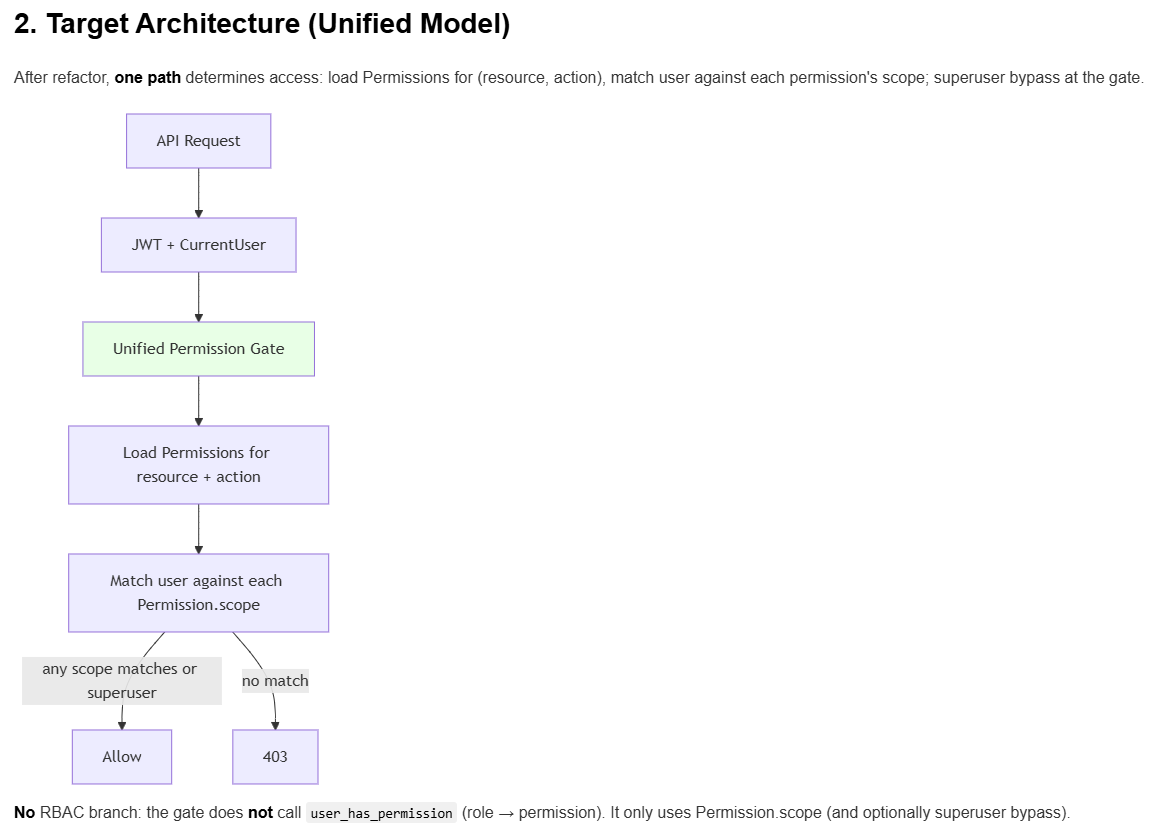 2. Target Architecture (Unified Model)
After refactor, one path determines access: load Permissions for (resource, action), match user against each permission's scope; superuser bypass at the gate.
API Request
JWT + CurrentUser
Unified Permission Gate
Load Permissions for
resource + action
Match user against each
Permission.scope
any scope matches or
superuser
no match
Allow
403
No RBAC branch: the gate does not call user_has_permission (role → permission). It only uses Permission.scope (and optionally superuser bypass).